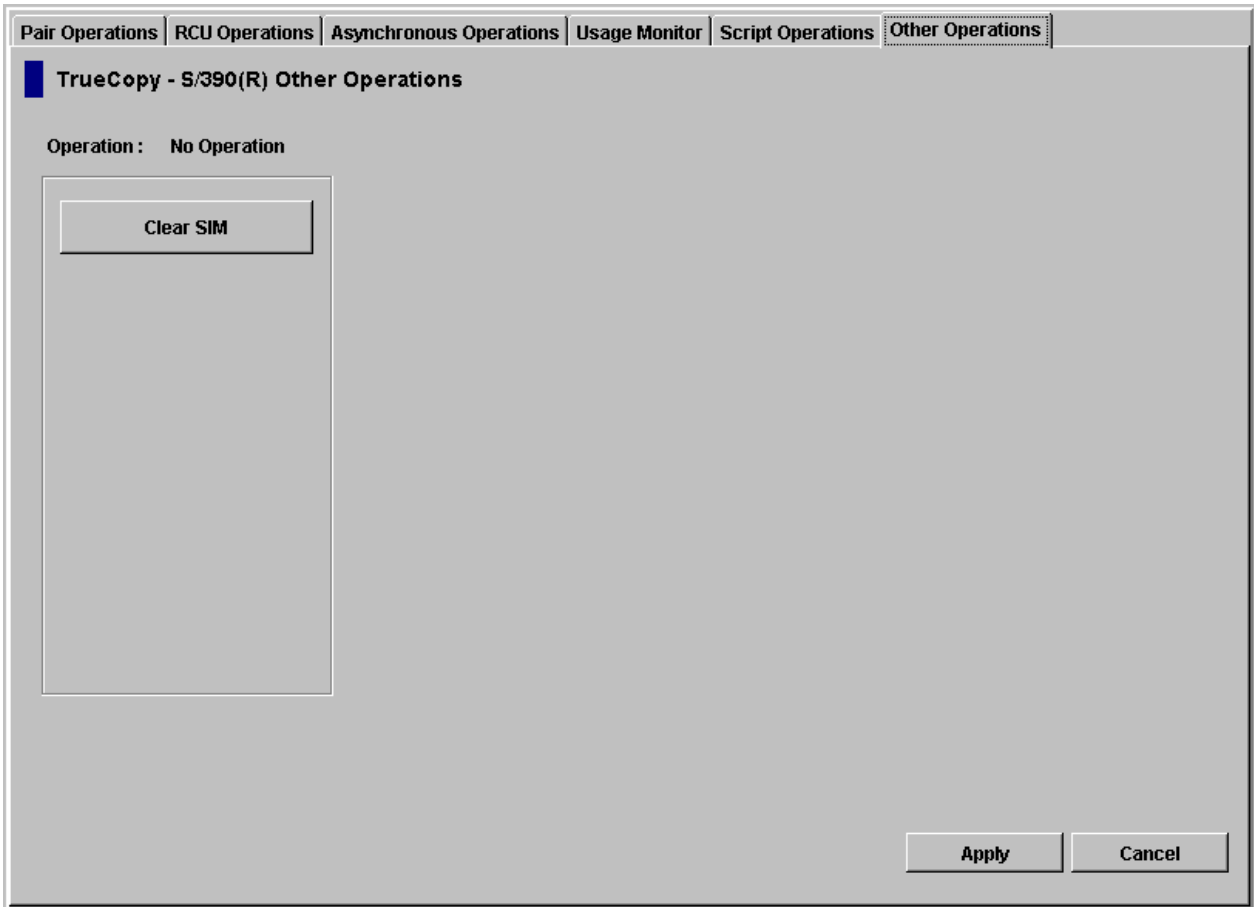 Pair Operations RCU Operations Asynchronous Operations Usage Monitor Script Operations Other Operations
TrueCopy - S/390(R) Other Operations
Operation : No Operation
Clear SIM
Apply Cancel